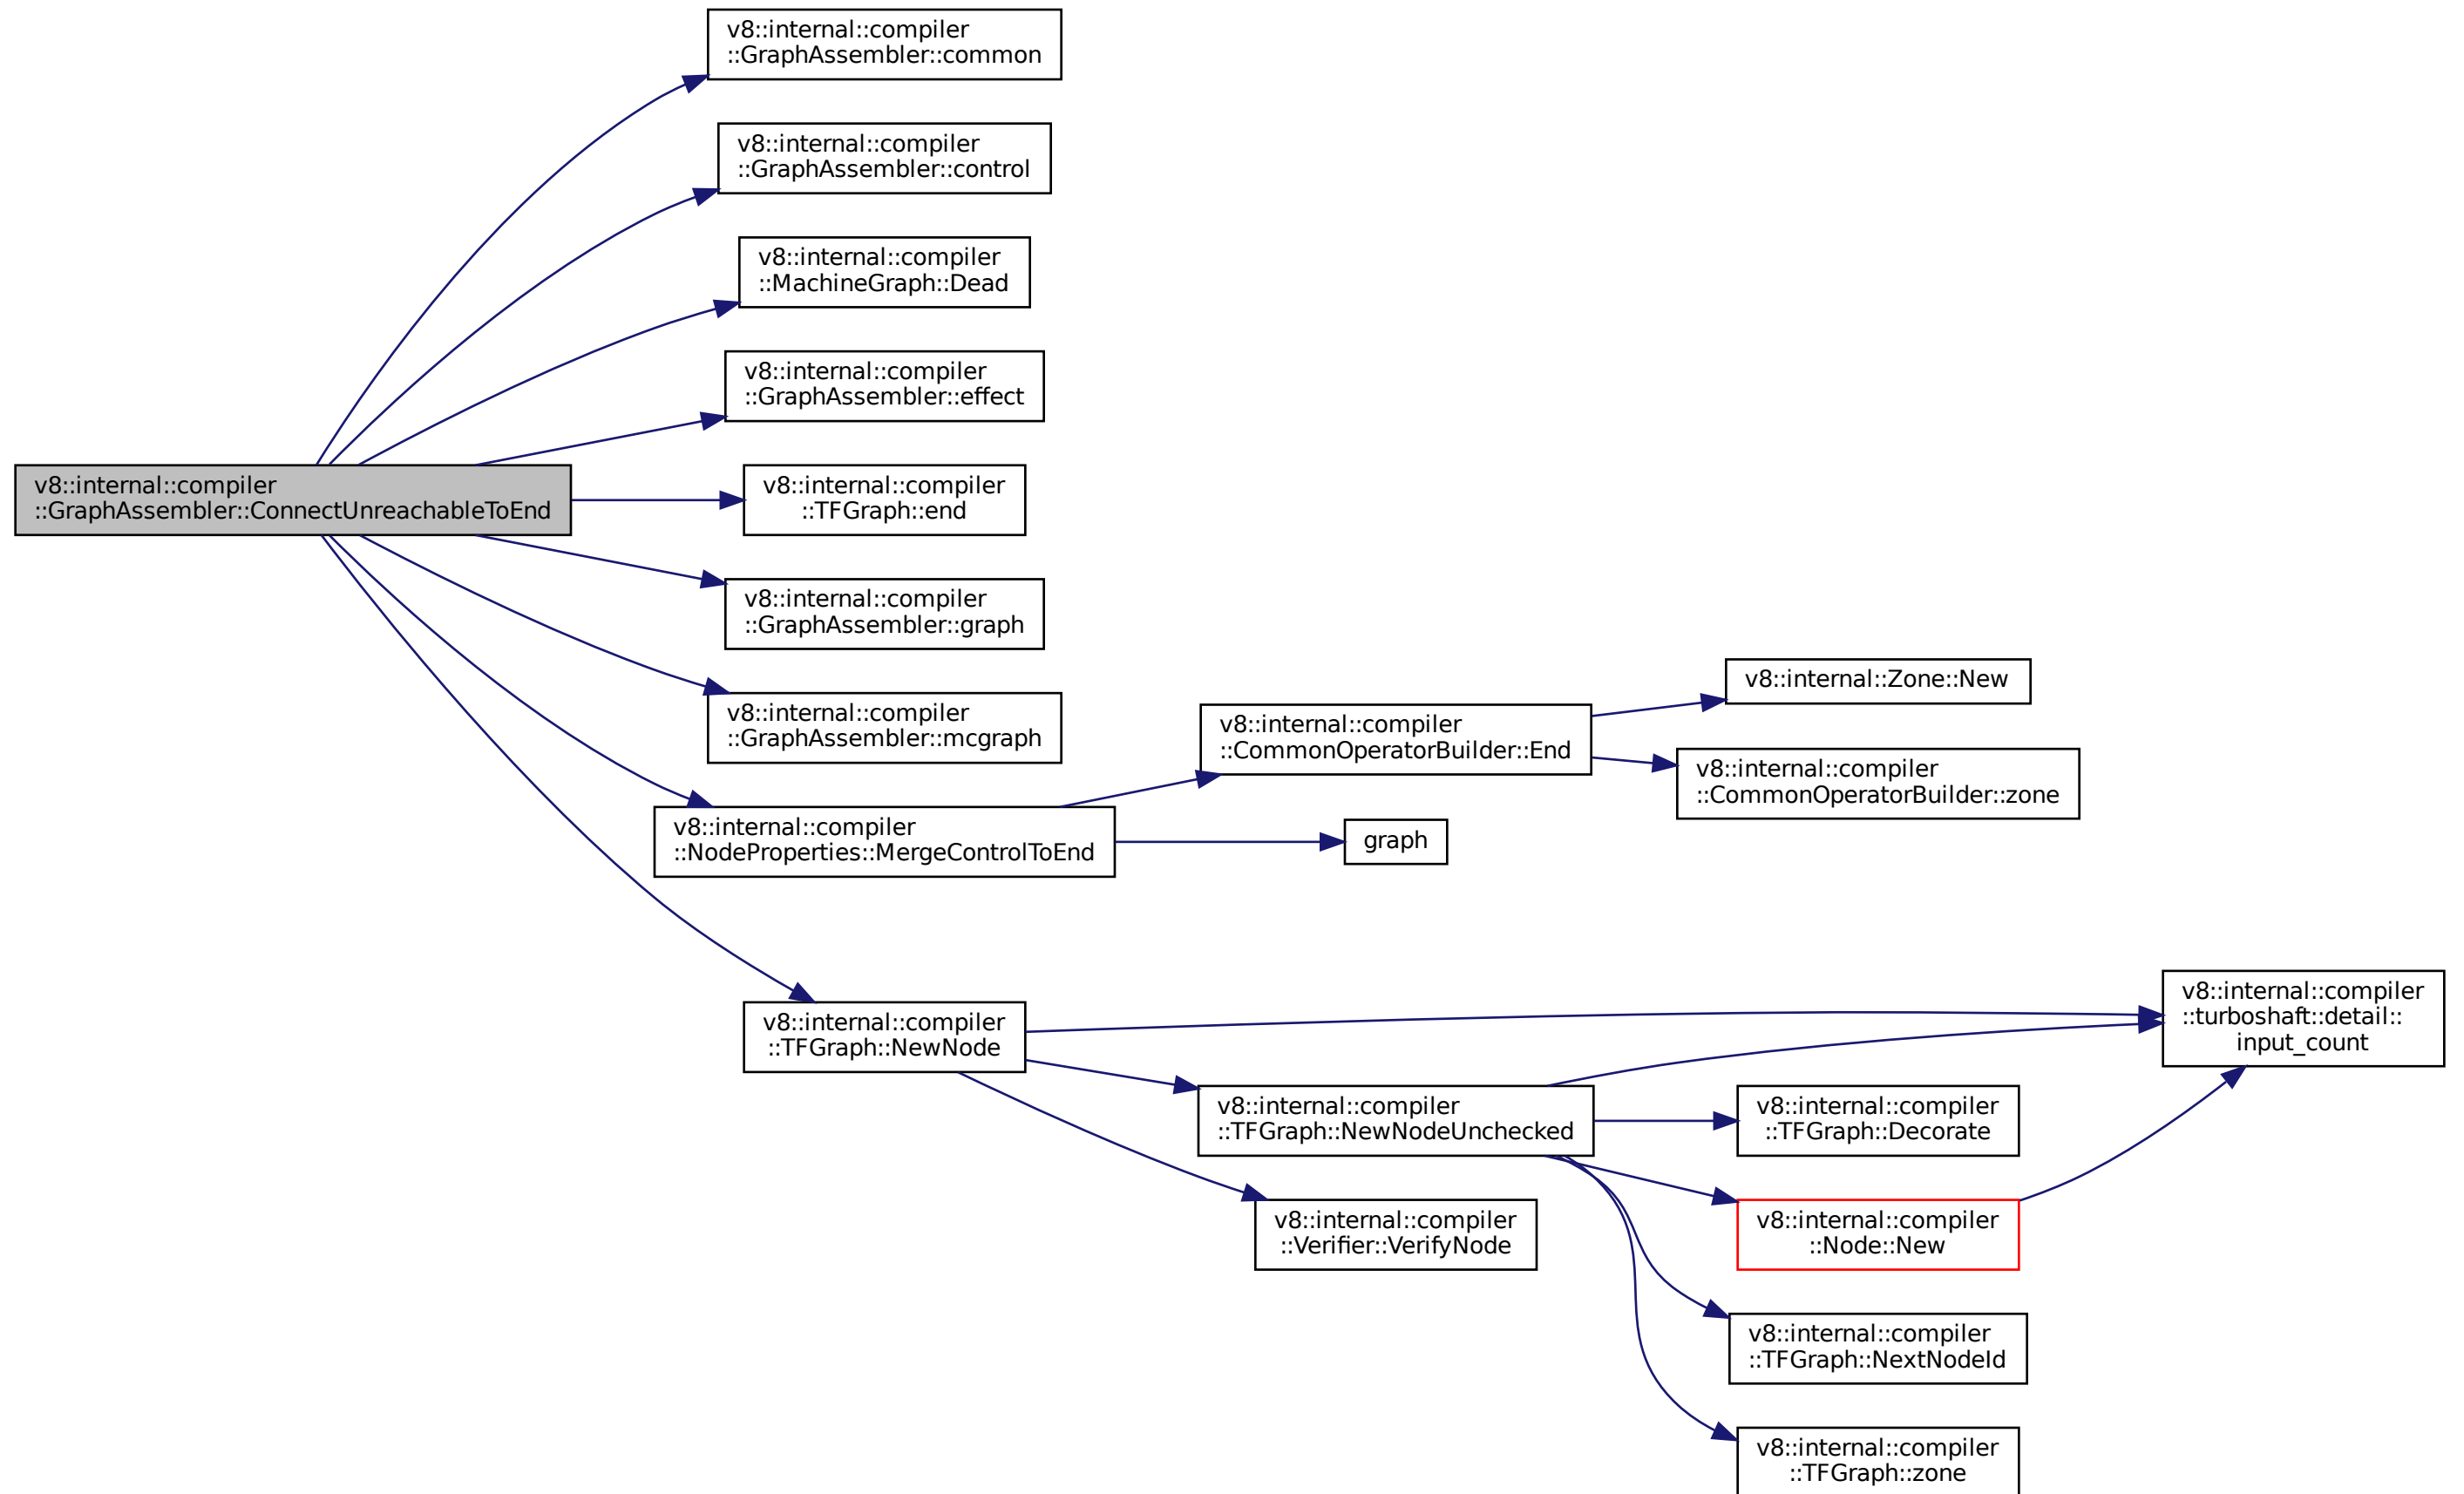 v8::internal::compiler
::GraphAssembler::common
v8::internal::compiler
::GraphAssembler::control
v8::internal::compiler
::MachineGraph::Dead
v8::internal::compiler
::GraphAssembler::effect
v8::internal::compiler
::GraphAssembler::ConnectUnreachableToEnd
v8::internal::compiler
::TFGraph::end
v8::internal::compiler
::GraphAssembler::graph
v8::internal::compiler
::GraphAssembler::mcgraph
v8::internal::compiler
::NodeProperties::MergeControlToEnd
v8::internal::compiler
::CommonOperatorBuilder::End
v8::internal::Zone::New
v8::internal::compiler
::CommonOperatorBuilder::zone
graph
v8::internal::compiler
::TFGraph::NewNode
v8::internal::compiler
::turboshaft::detail::
input_count
v8::internal::compiler
::TFGraph::NewNodeUnchecked
v8::internal::compiler
::TFGraph::Decorate
v8::internal::compiler
::Verifier::VerifyNode
v8::internal::compiler
::Node::New
v8::internal::compiler
::TFGraph::NextNodeId
v8::internal::compiler
::TFGraph::zone